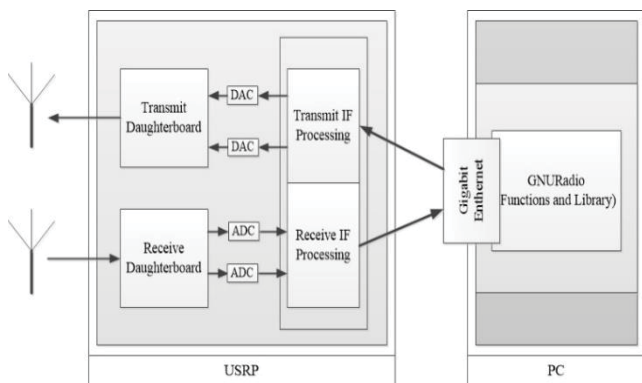 Transmit
Daughterboard
DAC
DAC
Transmit IF
Processing
Receive
Daughterboard
ADC
ADC
Receive IF
Processing
Gigabit
Enthernet
GNURadio
Functions and Library)
USRP
PC